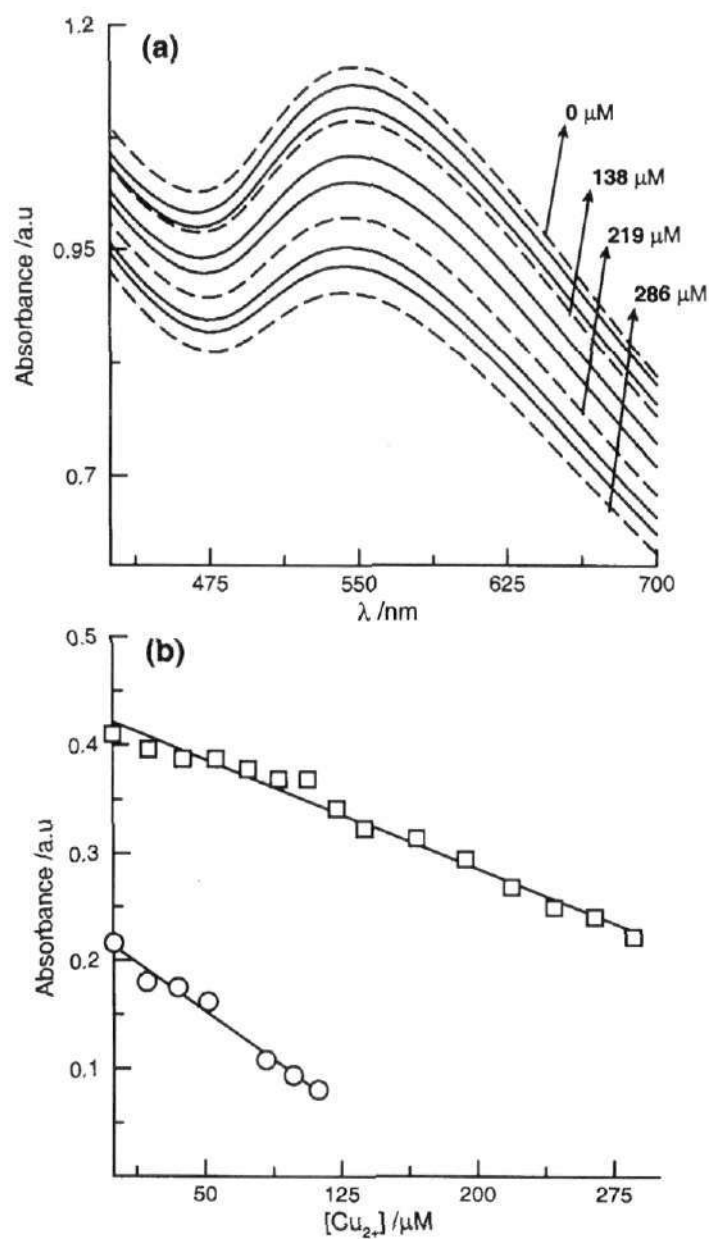 (a)
1.2
0.95
0.7
Absorbance /a.u
0 μM
138 μM
219 μM
286 μM
475 550 625 700
λ /nm
(b)
0.5
0.4
0.3
0.2
0.1
Absorbance /a.u
50 125 200 275
[Cu₂₊] /μM